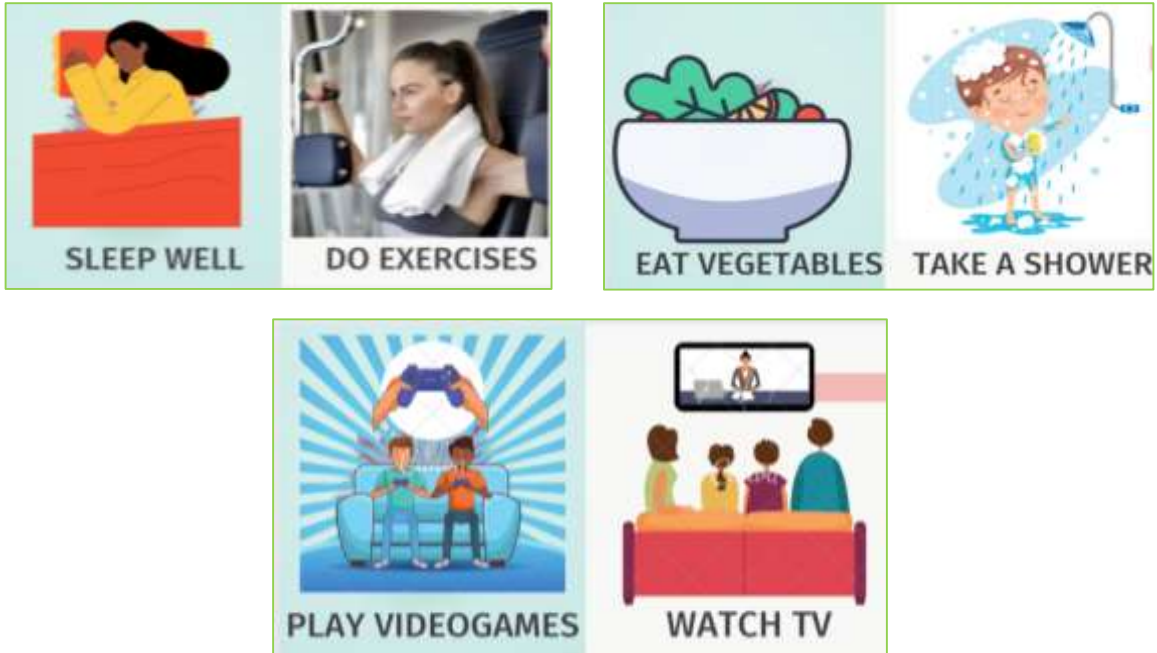 SLEEP WELL
DO EXERCISES
EAT VEGETABLES
TAKE A SHOWER
PLAY VIDEOGAMES
WATCH TV